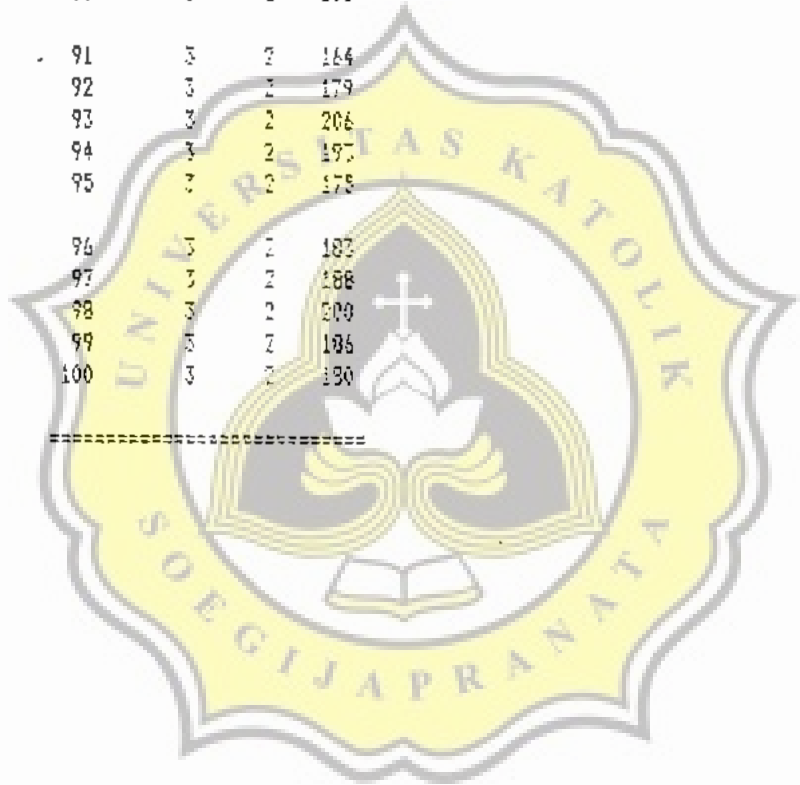 91 3 2 164
92 3 2 179
93 3 2 206
94 3 2
95 3 2
96 3 2 183
97 3 2 188
98 3 2 200
99 3 2 186
100 3 2
==============================
UNIVERSITAS KATOLIK
SOEGIJAPRANATA